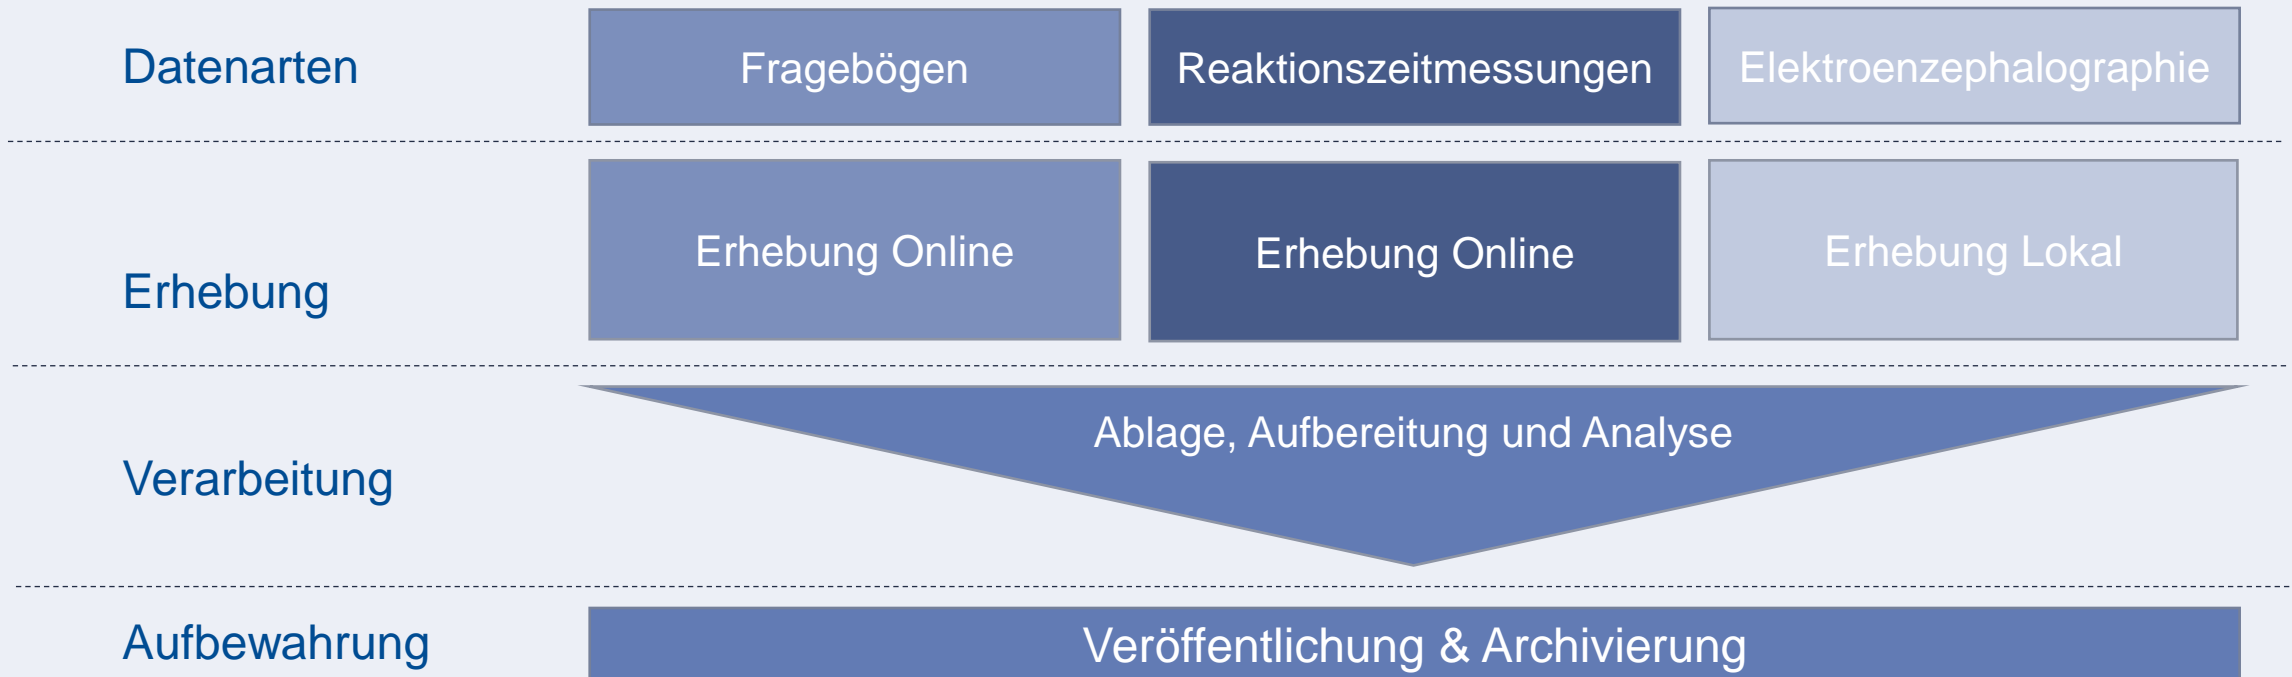 Datenarten
Fragebögen
Reaktionszeitmessungen
Elektroenzephalographie
Erhebung
Erhebung Online
Erhebung Online
Erhebung Lokal
Verarbeitung
Ablage, Aufbereitung und Analyse
Aufbewahrung
Veröffentlichung & Archivierung